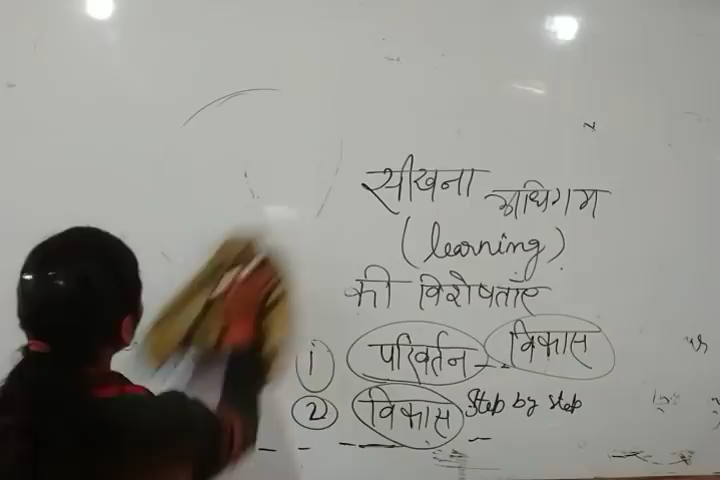 सीखना अधिगम
(learning)
की विशेषताएँ
1 परिवर्तन - विकास
2 विकास step by step